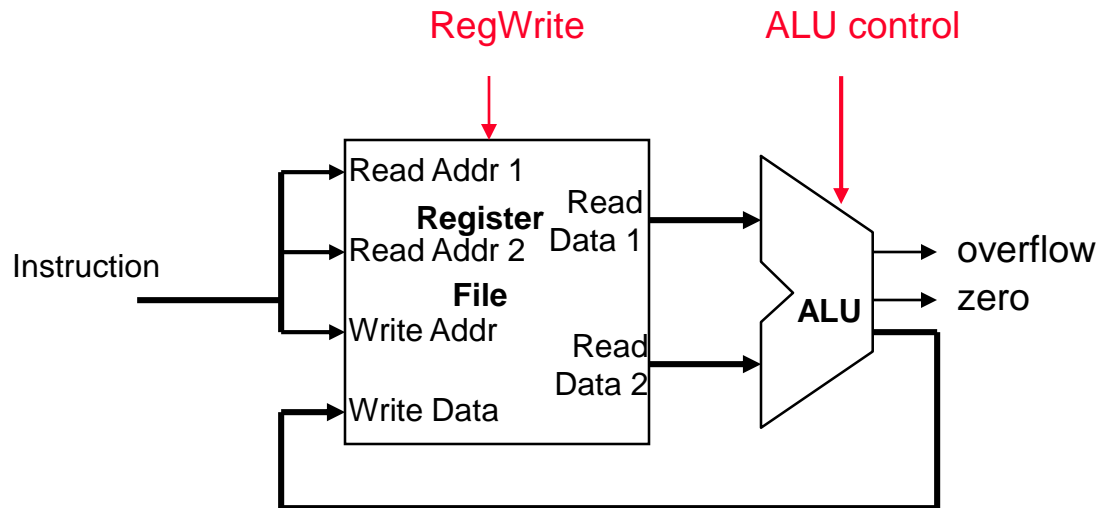 RegWrite
ALU control
Instruction
Read Addr 1
Register
Read Addr 2
File
Write Addr
Write Data
Read
Data 1
Read
Data 2
ALU
overflow
zero